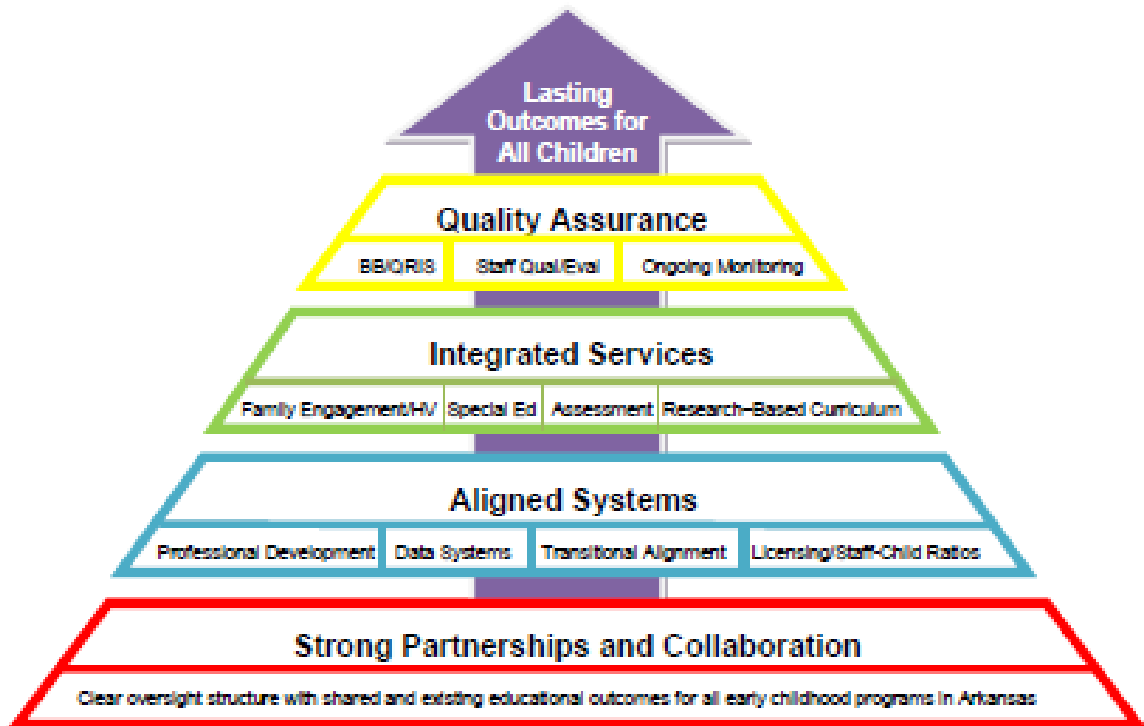 Lasting
Outcomes for
All Children
Quality Assurance
BB/QRIS Staff Qual/Eval Ongoing Monitoring
Integrated Services
Family Engagement/HV Special Ed Assessment Research-Based Curriculum
Aligned Systems
Professional Development Data Systems Transitional Alignment Licensing/Staff-Child Ratios
Strong Partnerships and Collaboration
Clear oversight structure with shared and existing educational outcomes for all early childhood programs in Arkansas